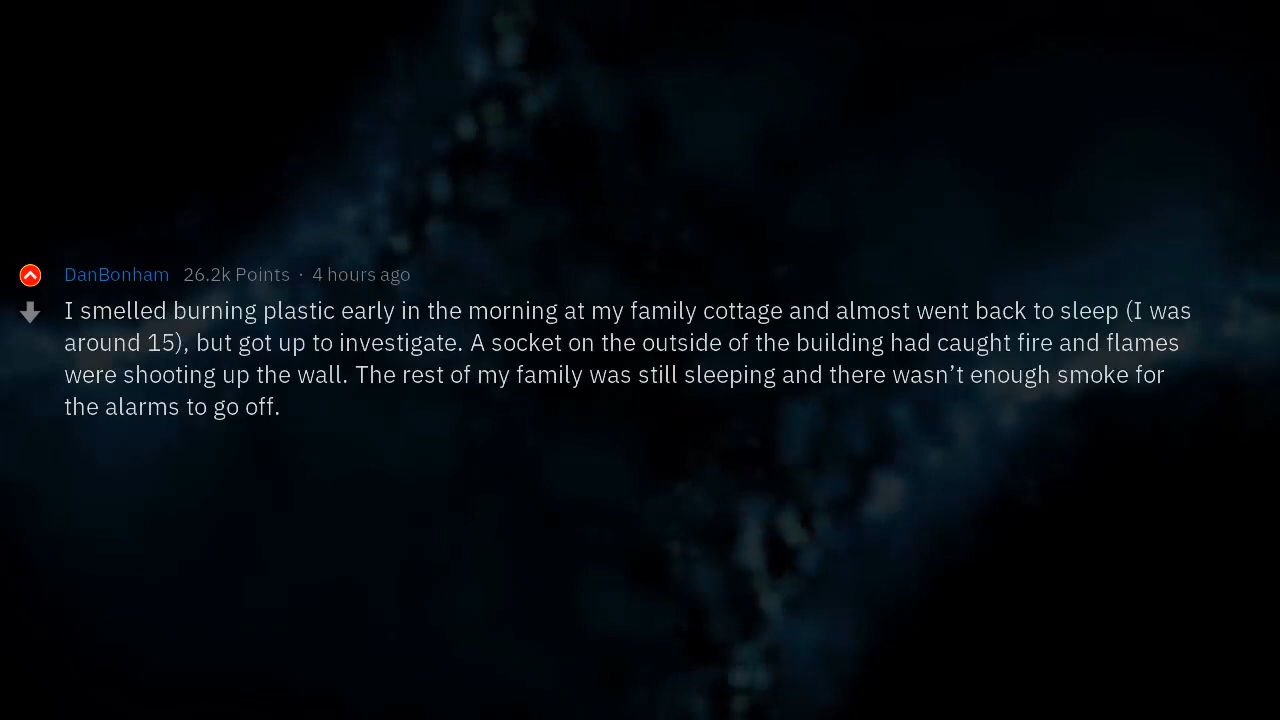 DanBonham 26.2k Points · 4 hours ago
I smelled burning plastic early in the morning at my family cottage and almost went back to sleep (I was
around 15), but got up to investigate. A socket on the outside of the building had caught fire and flames
were shooting up the wall. The rest of my family was still sleeping and there wasn’t enough smoke for
the alarms to go off.